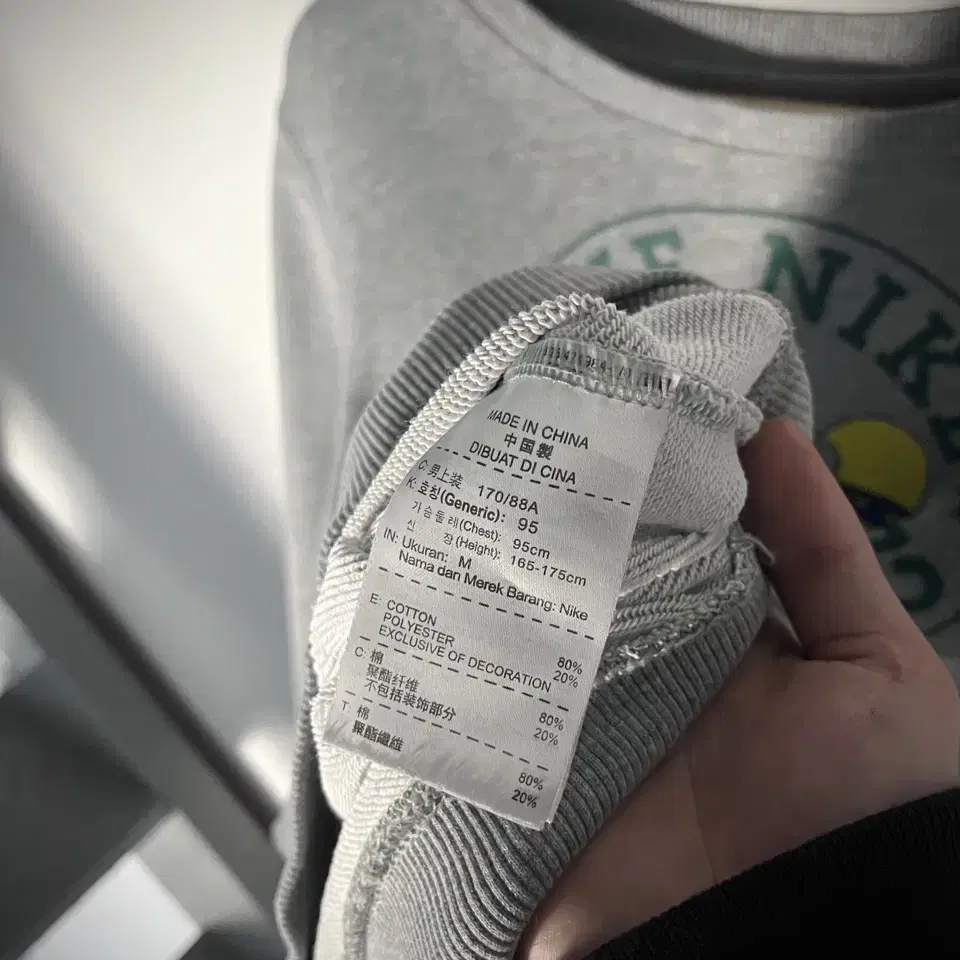 NIKE
MADE IN CHINA
中国製
DIBUAT DI CINA
C: 男上装 170/88A
K: 호칭(Generic): 95
가슴둘레(Chest): 95cm
신 장(Height): 165-175cm
IN: Ukuran: M
Nama dan Merek Barang: Nike
E: COTTON 80%
POLYESTER 20%
EXCLUSIVE OF DECORATION
C: 棉 80%
聚酯纤维 20%
不包括装饰部分
T: 棉 80%
聚酯纖維 20%